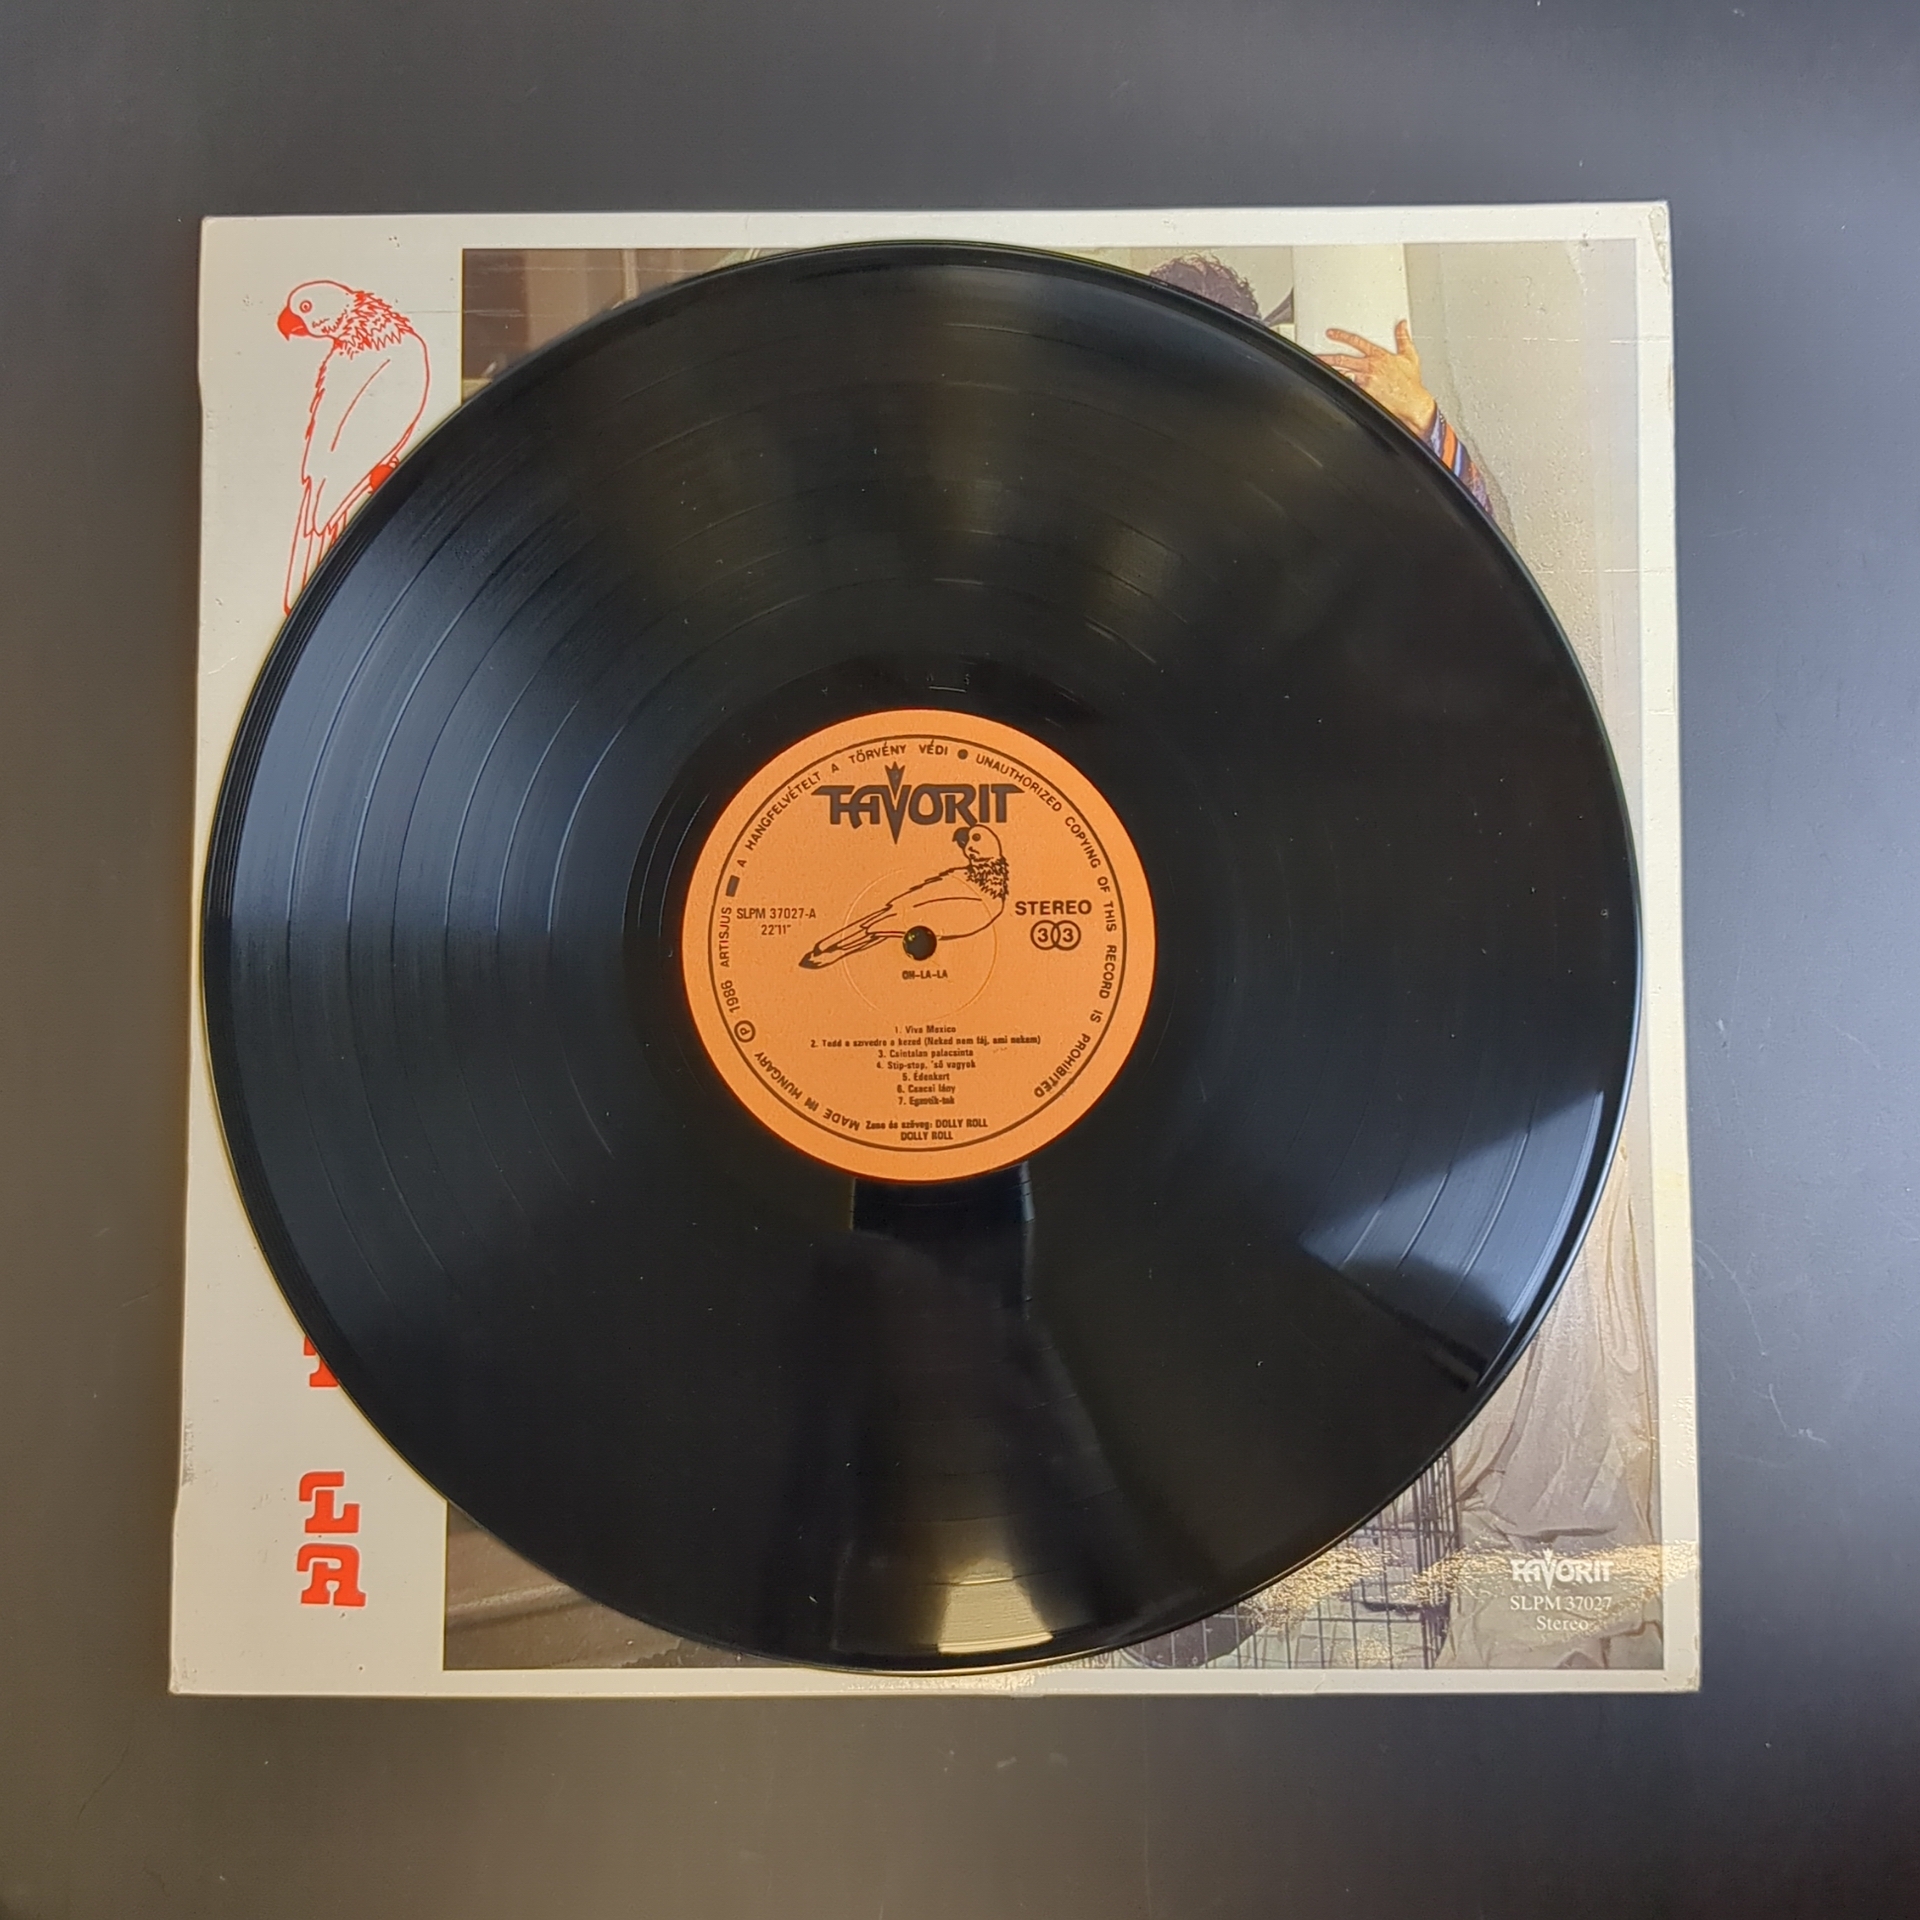 A HANGFELVÉTELT A TÖRVÉNY VÉDI ● UNAUTHORIZED COPYING OF THIS RECORD IS PROHIBITED
FAVORIT
SLPM 37027-A
22'11"
STEREO
33
OH-LA-LA
1. Viva Mexico
2. Tedd a szívedre a kezed (Neked nem fáj, ami nekem)
3. Csintalan palacsinta
4. Stip-stop, 'ső vagyok
5. Édenkert
6. Csacsi lány
7. Egzotik-tak
Zene és szöveg: DOLLY ROLL
DOLLY ROLL
MADE IN HUNGARY Ⓟ 1986 ARTISJUS
L
A
FAVORIT
SLPM 37027
Stereo